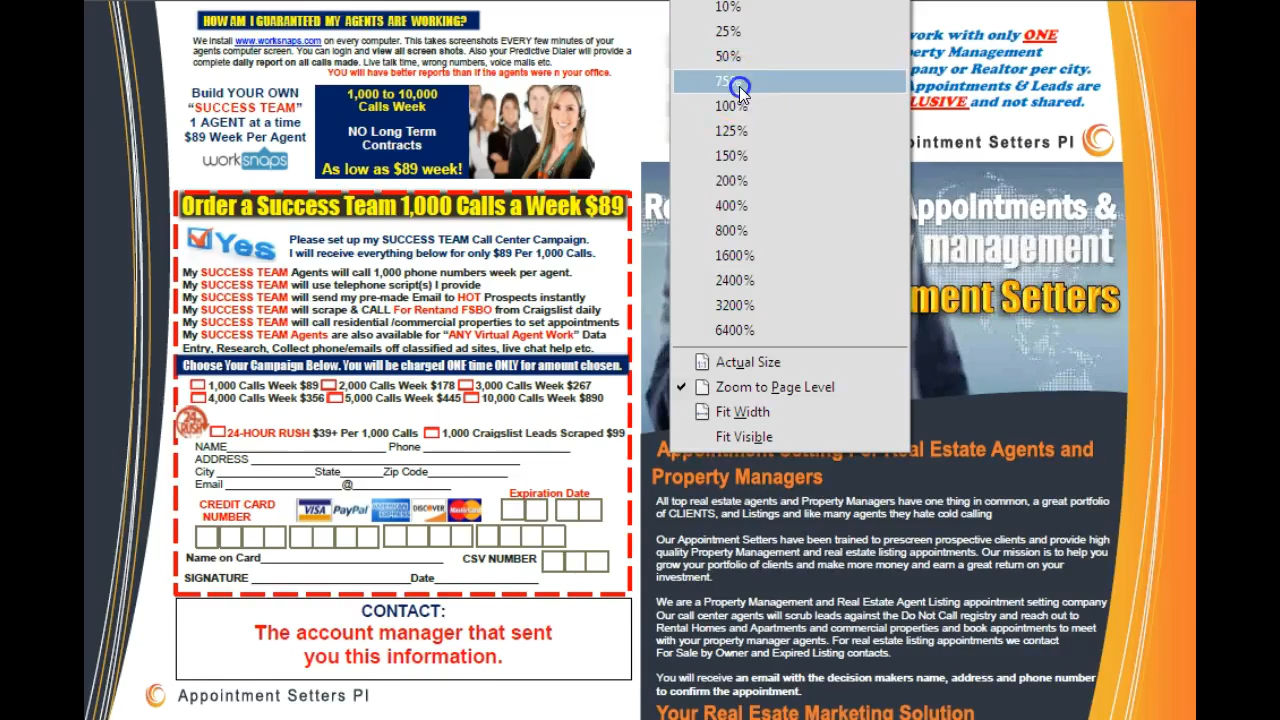 HOW AM I GUARANTEED MY AGENTS ARE WORKING?
We install www.worksnaps.com on every computer. This takes screenshots EVERY few minutes of your
agents computer screen. You can login and view all screen shots. Also your Predictive Dialer will provide a
complete daily report on all calls made. Live talk time, wrong numbers, voice mails etc.
YOU will have better reports than if the agents were n your office.
Build YOUR OWN
“SUCCESS TEAM”
1 AGENT at a time
$89 Week Per Agent
worksnaps
1,000 to 10,000
Calls Week
NO Long Term
Contracts
As low as $89 week!
Order a Success Team 1,000 Calls a Week $89
Yes
Please set up my SUCCESS TEAM Call Center Campaign.
I will receive everything below for only $89 Per 1,000 Calls.
My SUCCESS TEAM Agents will call 1,000 phone numbers week per agent.
My SUCCESS TEAM will use telephone script(s) I provide
My SUCCESS TEAM will send my pre-made Email to HOT Prospects instantly
My SUCCESS TEAM will scrape & CALL For Rentand FSBO from Craigslist daily
My SUCCESS TEAM will call residential /commercial properties to set appointments
My SUCCESS TEAM Agents are also available for “ANY Virtual Agent Work” Data
Entry, Research, Collect phone/emails off classified ad sites, live chat help etc.
Choose Your Campaign Below. You will be charged ONE time ONLY for amount chosen.
1,000 Calls Week $89 2,000 Calls Week $178 3,000 Calls Week $267
4,000 Calls Week $356 5,000 Calls Week $445 10,000 Calls Week $890
24-HOUR RUSH $39+ Per 1,000 Calls 1,000 Craigslist Leads Scraped $99
NAME Phone
ADDRESS
City State Zip Code
Email @
CREDIT CARD
NUMBER
VISA PayPal AMERICAN EXPRESS DISCOVER MasterCard
Expiration Date
Name on Card CSV NUMBER
SIGNATURE Date
CONTACT:
The account manager that sent
you this information.
Appointment Setters PI
10%
25%
50%
75%
100%
125%
150%
200%
400%
800%
1600%
2400%
3200%
6400%
Actual Size
Zoom to Page Level
Fit Width
Fit Visible
work with only ONE
perty Management
pany or Realtor per city.
ppointments & Leads are
LUSIVE and not shared.
ointment Setters PI
Re
Appointments &
management
ment Setters
Appointment Setting For Real Estate Agents and
Property Managers
All top real estate agents and Property Managers have one thing in common, a great portfolio
of CLIENTS, and Listings and like many agents they hate cold calling
Our Appointment Setters have been trained to prescreen prospective clients and provide high
quality Property Management and real estate listing appointments. Our mission is to help you
grow your portfolio of clients and make more money and earn a great return on your
investment.
We are a Property Management and Real Estate Agent Listing appointment setting company
Our call center agents will scrub leads against the Do Not Call registry and reach out to
Rental Homes and Apartments and commercial properties and book appointments to meet
with your property manager agents. For real estate listing appointments we contact
For Sale by Owner and Expired Listing contacts.
You will receive an email with the decision makers name, address and phone number
to confirm the appointment.
Your Real Esate Marketing Solution